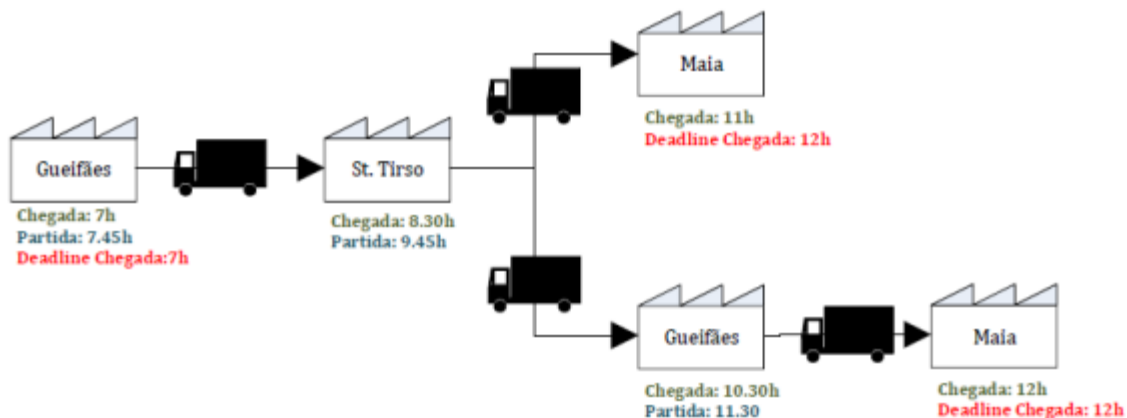 Maia
Chegada: 11h
Deadline Chegada: 12h
Gueifães
Chegada: 7h
Partida: 7.45h
Deadline Chegada:7h
St. Tirso
Chegada: 8.30h
Partida: 9.45h
Gueifães
Chegada: 10.30h
Partida: 11.30
Maia
Chegada: 12h
Deadline Chegada: 12h